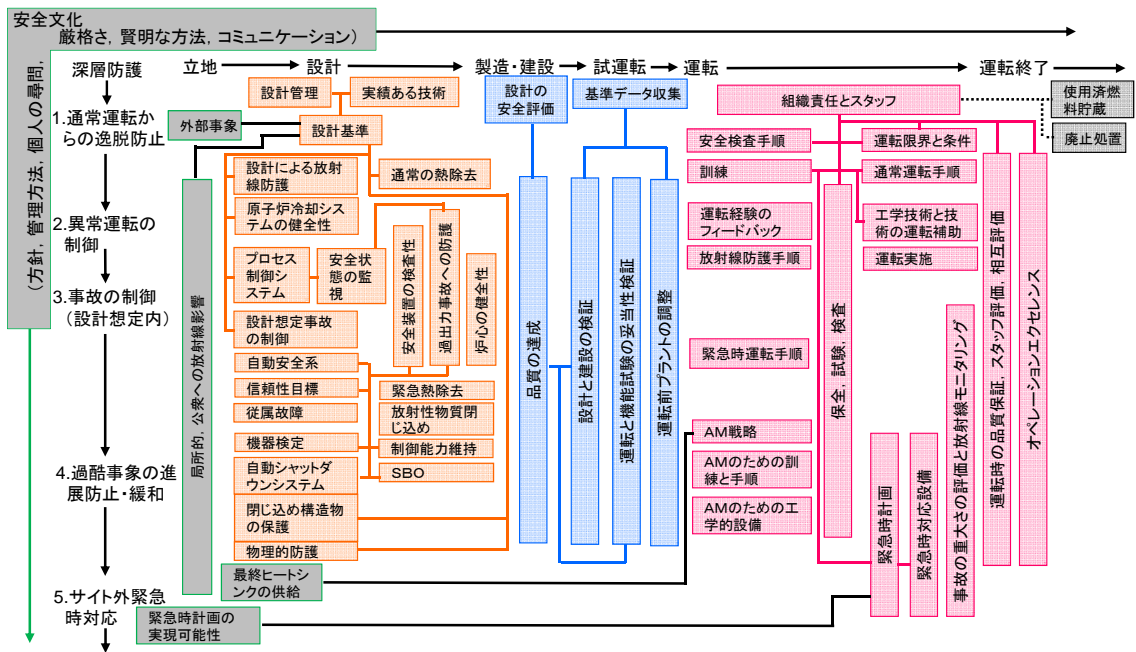 安全文化
厳格さ，賢明な方法，コミュニケーション）
（方針，管理方法，個人の尋問，
深層防護
立地
設計
製造・建設
試運転
運転
運転終了
1.通常運転か
らの逸脱防止
2.異常運転の
制御
3.事故の制御
（設計想定内）
4.過酷事象の進
展防止・緩和
5.サイト外緊急
時対応
外部事象
局所的，公衆への放射線影響
最終ヒートシ
ンクの供給
緊急時計画の
実現可能性
設計管理
実績ある技術
設計基準
設計による放射
線防護
通常の熱除去
原子炉冷却シス
テムの健全性
プロセス
制御シス
テム
安全状
態の監
視
安全装置の検査性
過出力事故への防護
炉心の健全性
設計想定事故
の制御
自動安全系
信頼性目標
従属故障
機器検定
自動シャットダ
ウンシステム
閉じ込め構造物
の保護
物理的防護
緊急熱除去
放射性物質閉
じ込め
制御能力維持
SBO
設計の
安全評価
基準データ収集
品質の達成
設計と建設の検証
運転と機能試験の妥当性検証
運転前プラントの調整
組織責任とスタッフ
安全検査手順
訓練
運転経験の
フィードバック
放射線防護手順
緊急時運転手順
AM戦略
AMのための訓
練と手順
AMのための工
学的設備
保全，試験，検査
運転限界と条件
通常運転手順
工学技術と技
術の運転補助
運転実施
緊急時計画
緊急時対応設備
事故の重大さの評価と放射線モニタリング
運転時の品質保証，スタッフ評価，相互評価
オペレーションエクセレンス
使用済燃
料貯蔵
廃止処置